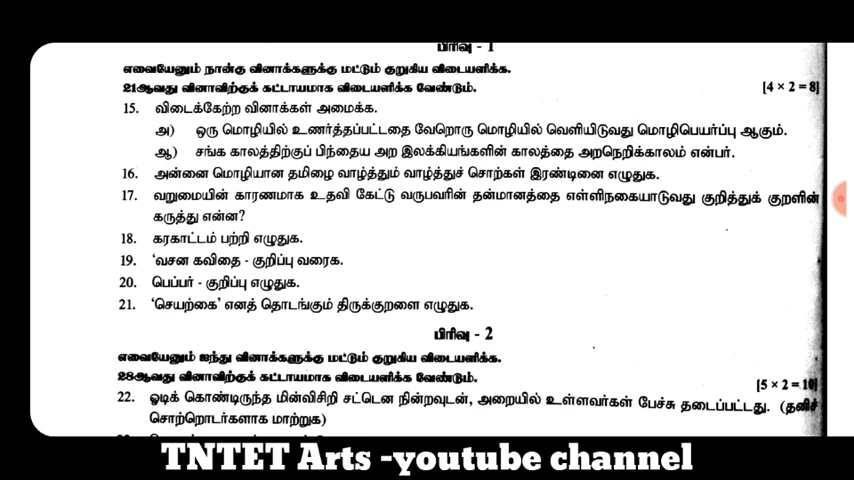 பிரிவு - 1
எவையேனும் நான்கு வினாக்களுக்கு மட்டும் குறுகிய விடையளிக்க.
21ஆவது வினாவிற்குக் கட்டாயமாக விடையளிக்க வேண்டும். [4 × 2 = 8]
15. விடைக்கேற்ற வினாக்கள் அமைக்க.
அ) ஒரு மொழியில் உணர்த்தப்பட்டதை வேறொரு மொழியில் வெளியிடுவது மொழிபெயர்ப்பு ஆகும்.
ஆ) சங்க காலத்திற்குப் பிந்தைய அற இலக்கியங்களின் காலத்தை அறநெறிக்காலம் என்பர்.
16. அன்னை மொழியான தமிழை வாழ்த்தும் வாழ்த்துச் சொற்கள் இரண்டினை எழுதுக.
17. வறுமையின் காரணமாக உதவி கேட்டு வருபவரின் தன்மானத்தை எள்ளிநகையாடுவது குறித்துக் குறளின்
கருத்து என்ன?
18. கரகாட்டம் பற்றி எழுதுக.
19. 'வசன கவிதை - குறிப்பு வரைக.
20. பெப்பர் - குறிப்பு எழுதுக.
21. 'செயற்கை' எனத் தொடங்கும் திருக்குறளை எழுதுக.
பிரிவு - 2
எவையேனும் ஐந்து வினாக்களுக்கு மட்டும் குறுகிய விடையளிக்க.
28ஆவது வினாவிற்குக் கட்டாயமாக விடையளிக்க வேண்டும். [5 × 2 = 10]
22. ஓடிக் கொண்டிருந்த மின்விசிறி சட்டென நின்றவுடன், அறையில் உள்ளவர்கள் பேச்சு தடைப்பட்டது. (தனிச்
சொற்றொடர்களாக மாற்றுக)
TNTET Arts -youtube channel